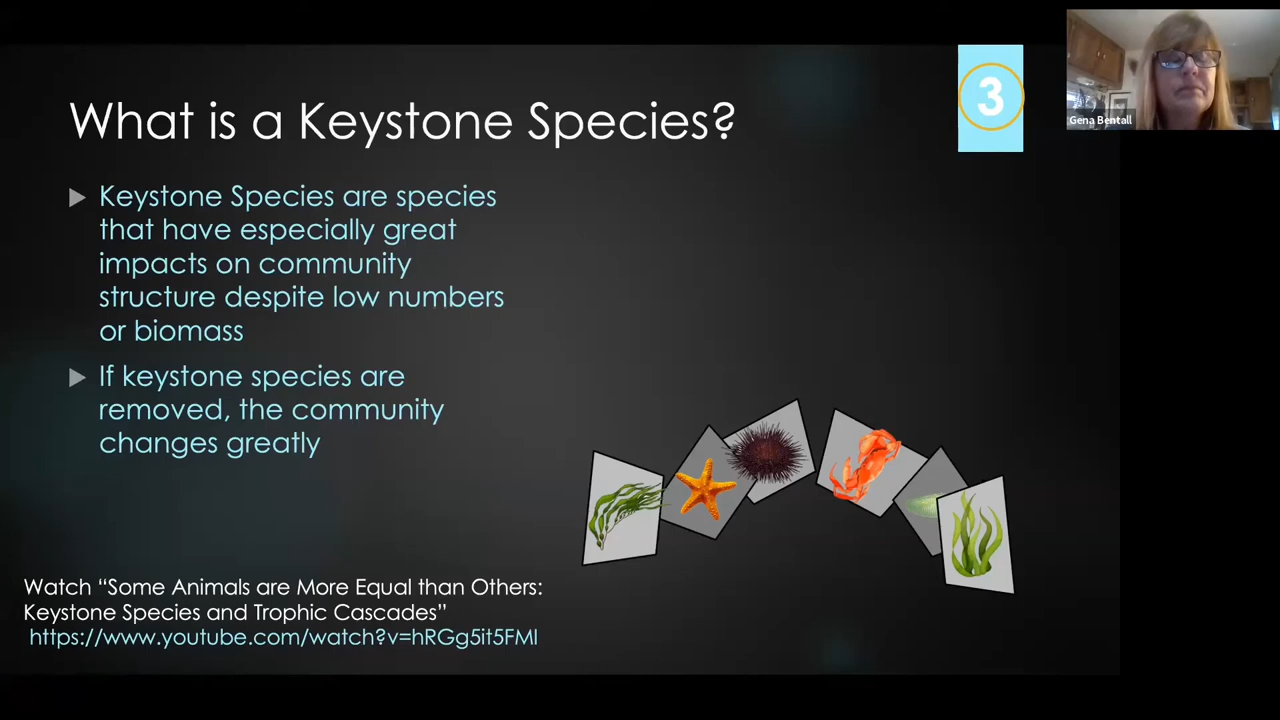 What is a Keystone Species?
3
Gena Bentall
Keystone Species are species
that have especially great
impacts on community
structure despite low numbers
or biomass
If keystone species are
removed, the community
changes greatly
Watch “Some Animals are More Equal than Others:
Keystone Species and Trophic Cascades”
https://www.youtube.com/watch?v=hRGg5it5FMI